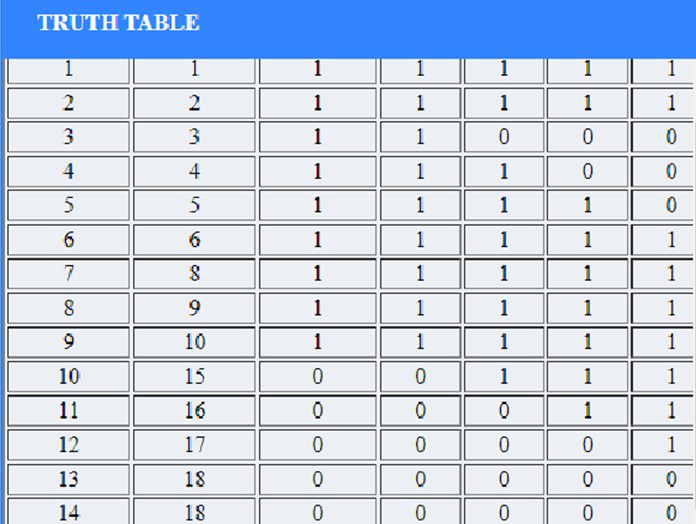 TRUTH TABLE
1 1 1 1 1 1 1
2 2 1 1 1 1 1
3 3 1 1 0 0 0
4 4 1 1 1 0 0
5 5 1 1 1 1 0
6 6 1 1 1 1 1
7 8 1 1 1 1 1
8 9 1 1 1 1 1
9 10 1 1 1 1 1
10 15 0 0 1 1 1
11 16 0 0 0 1 1
12 17 0 0 0 0 1
13 18 0 0 0 0 0
14 18 0 0 0 0 0